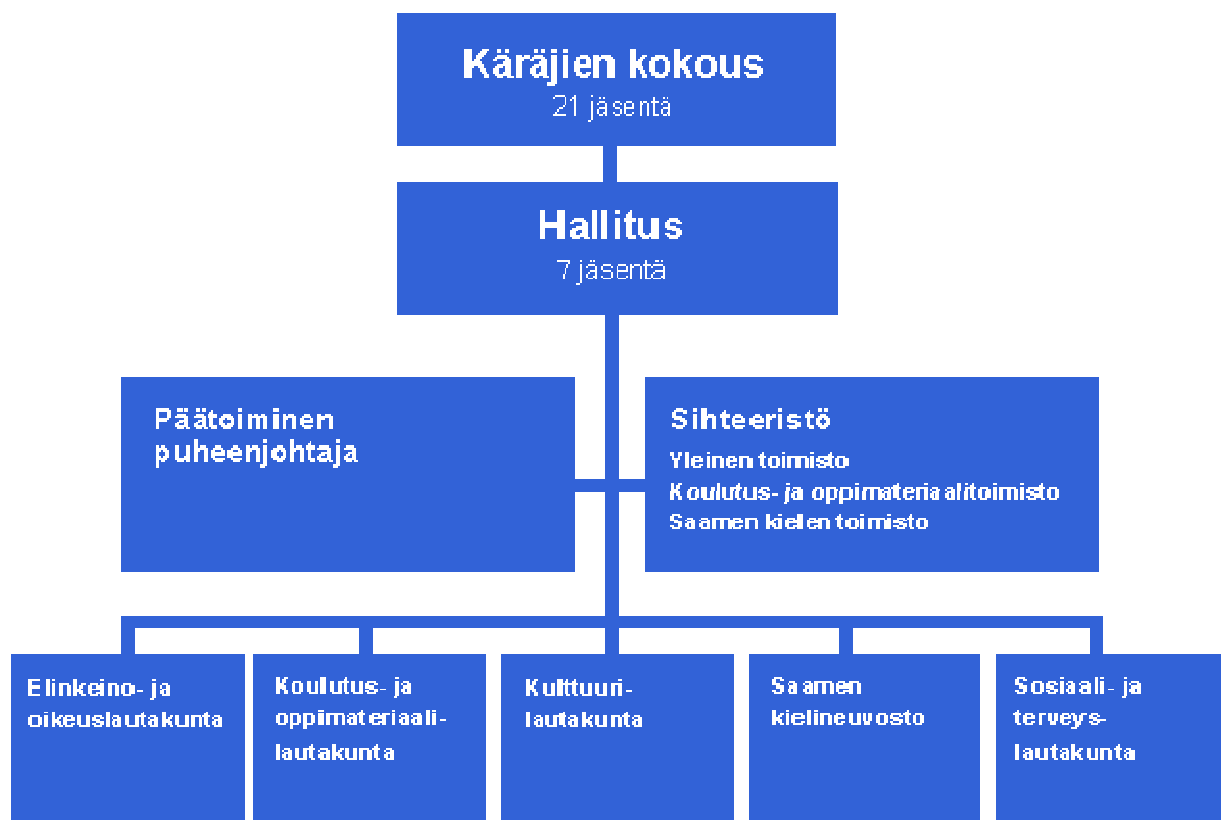 Käräjien kokous
21 jäsentä
Hallitus
7 jäsentä
Päätoiminen
puheenjohtaja
Sihteeristö
Yleinen toimisto
Koulutus- ja oppimateriaalitoimisto
Saamen kielen toimisto
Elinkeino- ja
oikeuslautakunta
Koulutus- ja
oppimateriaali-
lautakunta
Kulttuuri-
lautakunta
Saamen
kielineuvosto
Sosiaali- ja
terveys-
lautakunta